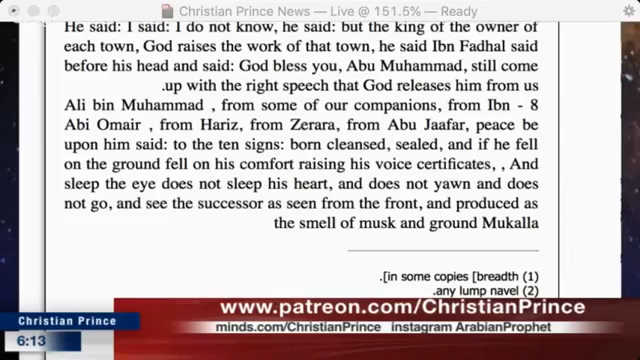 Christian Prince News — Live @ 151.5% — Ready
He said: I said: I do not know, he said: but the king of the owner of
each town, God raises the work of that town, he said Ibn Fadhal said
before his head and said: God bless you, Abu Muhammad, still come
.up with the right speech that God releases him from us
Ali bin Muhammad , from some of our companions, from Ibn - 8
Abi Omair , from Hariz, from Zerara, from Abu Jaafar, peace be
upon him said: to the ten signs: born cleansed, sealed, and if he fell
on the ground fell on his comfort raising his voice certificates, , And
sleep the eye does not sleep his heart, and does not yawn and does
not go, and see the successor as seen from the front, and produced as
the smell of musk and ground Mukalla
.[in some copies [breadth (1)
.any lump navel (2)
www.patreon.com/ChristianPrince
Christian Prince
minds.com/ChristianPrince instagram ArabianProphet
6:13